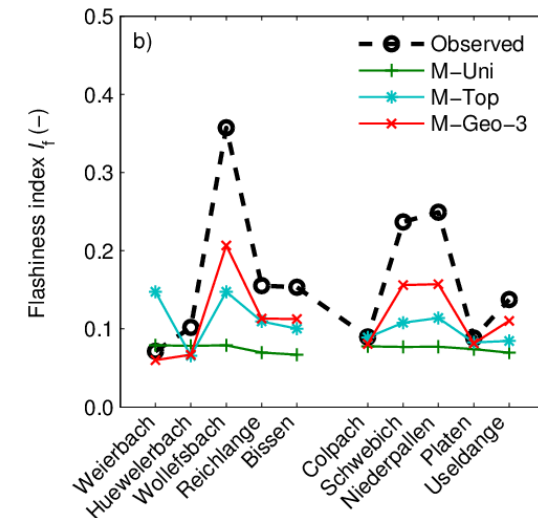 b)
Observed
M-Uni
M-Top
M-Geo-3
Flashiness index I_f (-)
0.5
0.4
0.3
0.2
0.1
0.0
Weierbach
Huewelerbach
Wollefsbach
Reichlange
Bissen
Colpach
Schwebich
Niederpallen
Platen
Useldange